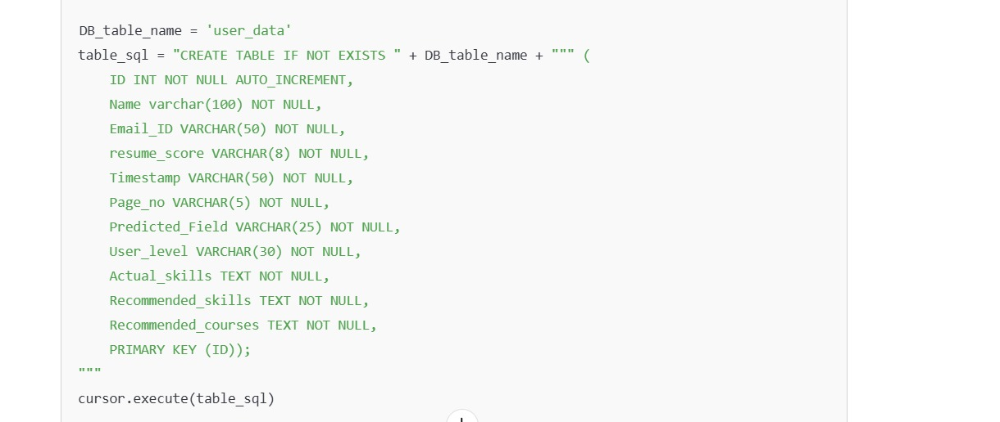 DB_table_name = 'user_data'
table_sql = "CREATE TABLE IF NOT EXISTS " + DB_table_name + """ (
    ID INT NOT NULL AUTO_INCREMENT,
    Name varchar(100) NOT NULL,
    Email_ID VARCHAR(50) NOT NULL,
    resume_score VARCHAR(8) NOT NULL,
    Timestamp VARCHAR(50) NOT NULL,
    Page_no VARCHAR(5) NOT NULL,
    Predicted_Field VARCHAR(25) NOT NULL,
    User_level VARCHAR(30) NOT NULL,
    Actual_skills TEXT NOT NULL,
    Recommended_skills TEXT NOT NULL,
    Recommended_courses TEXT NOT NULL,
    PRIMARY KEY (ID));
"""
cursor.execute(table_sql)